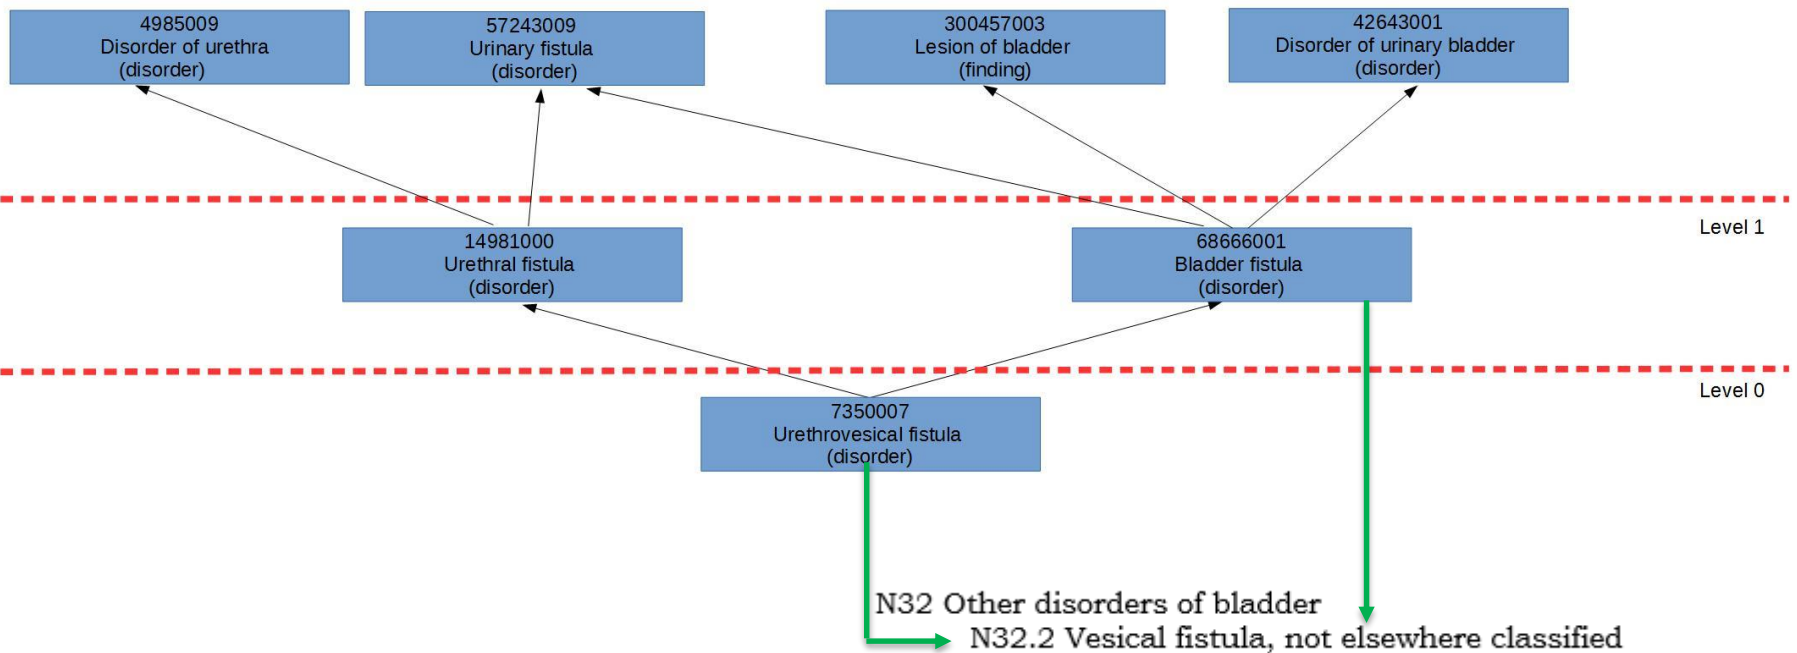 4985009
Disorder of urethra
(disorder)
57243009
Urinary fistula
(disorder)
300457003
Lesion of bladder
(finding)
42643001
Disorder of urinary bladder
(disorder)
Level 1
14981000
Urethral fistula
(disorder)
68666001
Bladder fistula
(disorder)
Level 0
7350007
Urethrovesical fistula
(disorder)
N32 Other disorders of bladder
N32.2 Vesical fistula, not elsewhere classified